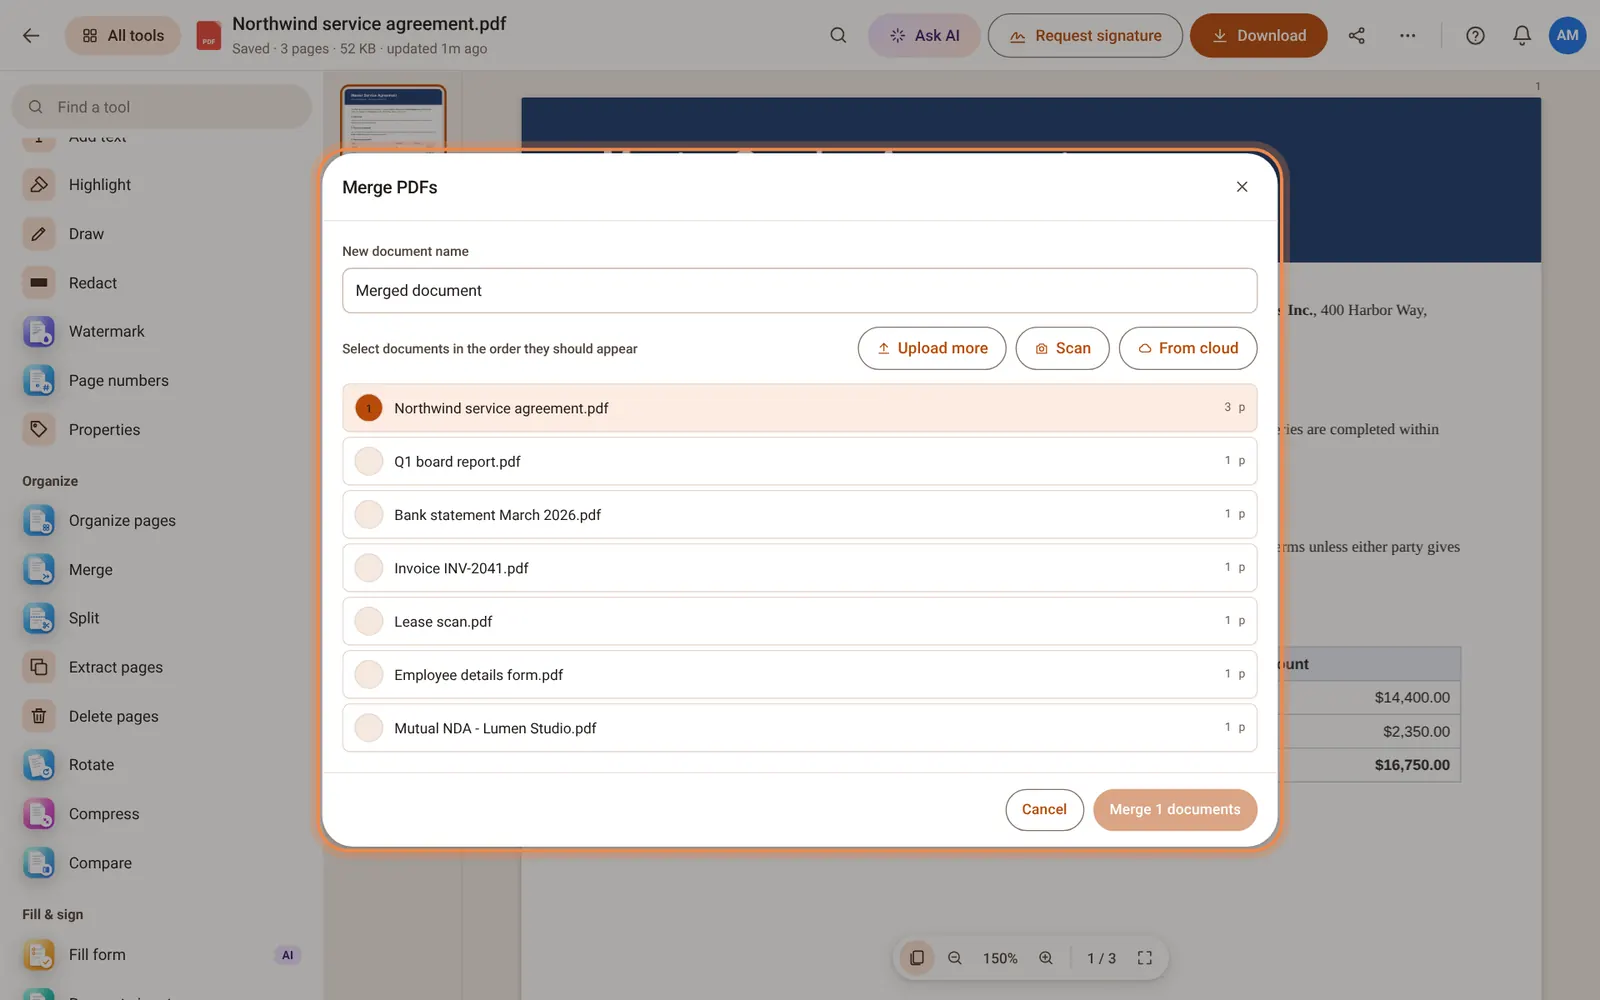 All tools
PDF
Northwind service agreement.pdf
Saved · 3 pages · 52 KB · updated 1m ago
Ask AI
Request signature
Download
AM
Find a tool
Add text
Highlight
Draw
Redact
Watermark
Page numbers
Properties
Organize
Organize pages
Merge
Split
Extract pages
Delete pages
Rotate
Compress
Compare
Fill & sign
Fill form
AI
1
Merge PDFs
New document name
Merged document
Select documents in the order they should appear
Upload more
Scan
From cloud
1 Northwind service agreement.pdf 3 p
Q1 board report.pdf 1 p
Bank statement March 2026.pdf 1 p
Invoice INV-2041.pdf 1 p
Lease scan.pdf 1 p
Employee details form.pdf 1 p
Mutual NDA - Lumen Studio.pdf 1 p
Cancel
Merge 1 documents
Inc., 400 Harbor Way,
are completed within
unless either party gives
$14,400.00
$2,350.00
$16,750.00
150%
1 / 3